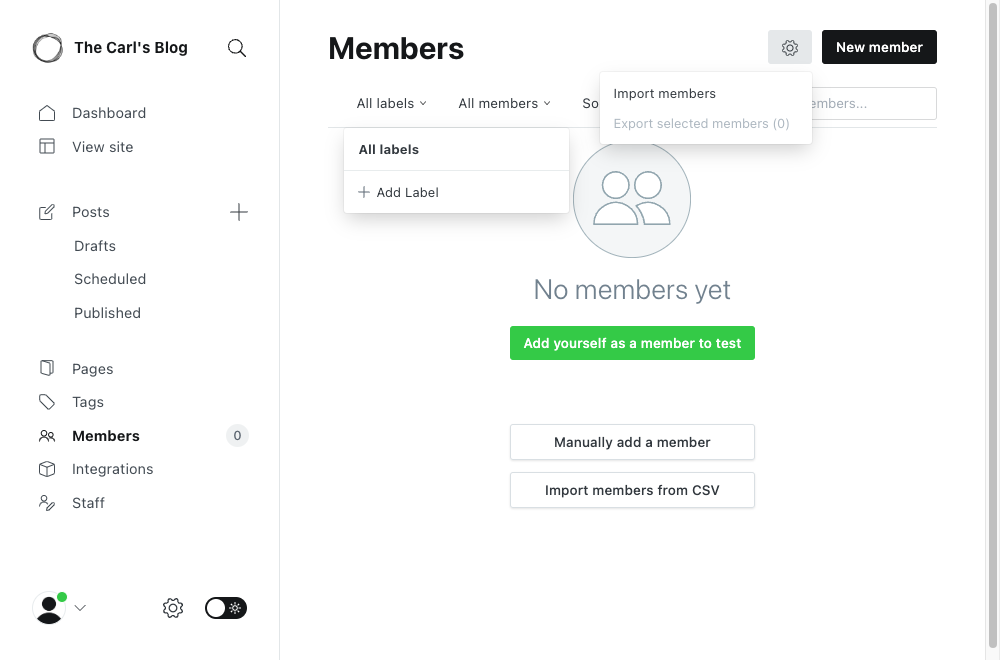 The Carl's Blog
Dashboard
View site
Posts
Drafts
Scheduled
Published
Pages
Tags
Members
0
Integrations
Staff
Members
New member
All labels
All members
Import members
Export selected members (0)
All labels
Add Label
No members yet
Add yourself as a member to test
Manually add a member
Import members from CSV